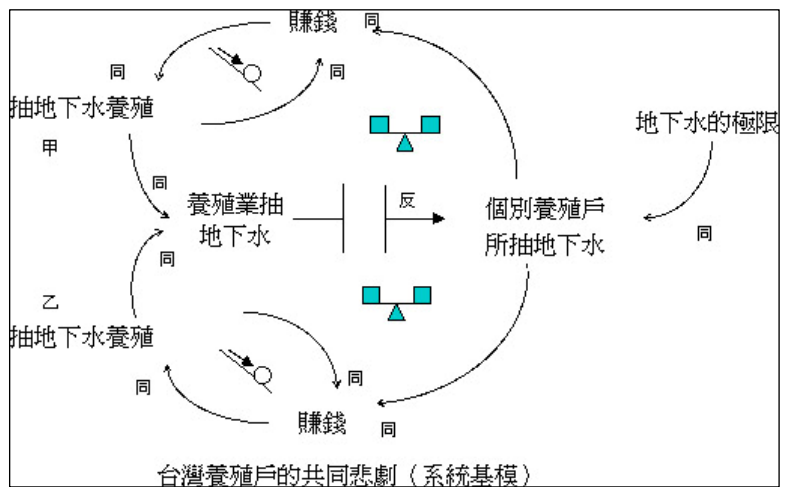 賺錢
同
同
同
抽地下水養殖
甲
地下水的極限
同
養殖業抽
地下水
反
個別養殖戶
所抽地下水
同
同
乙
抽地下水養殖
同
同
賺錢
同
台灣養殖戶的共同悲劇（系統基模）